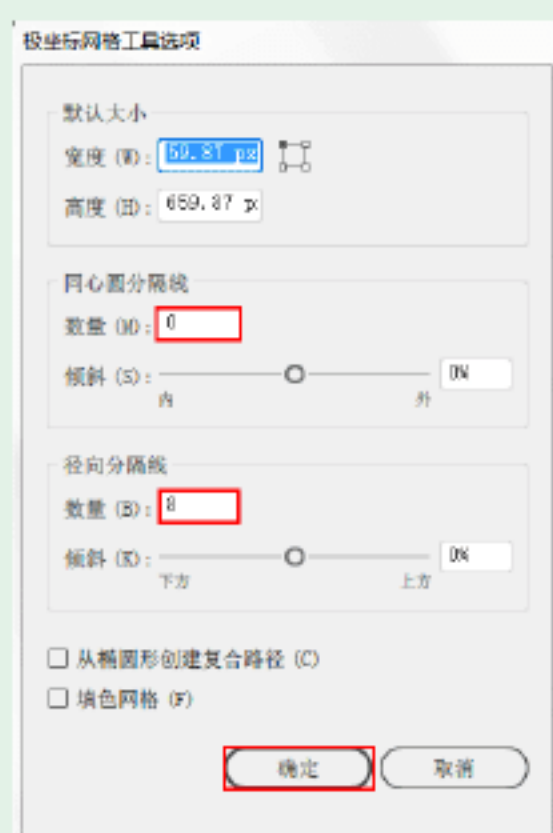 极坐标网格工具选项
默认大小
宽度 (W): 59.87 px
高度 (H): 659.87 p
同心圆分隔线
数量 (M): 0
倾斜 (S): 0%
内 外
径向分隔线
数量 (B): 8
倾斜 (K): 0%
下方 上方
从椭圆形创建复合路径 (C)
填色网格 (F)
确定 取消